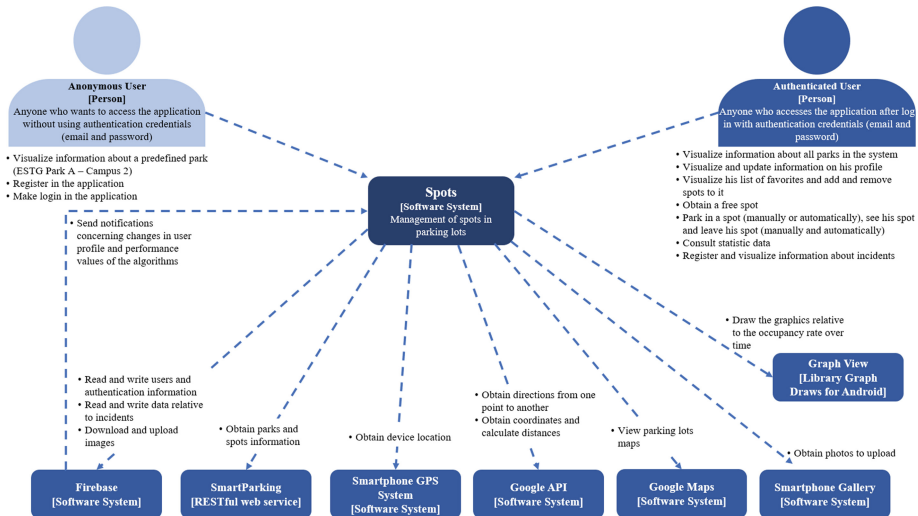 Anonymous User
[Person]
Anyone who wants to access the application
without using authentication credentials
(email and password)
• Visualize information about a predefined park
(ESTG Park A – Campus 2)
• Register in the application
• Make login in the application
Authenticated User
[Person]
Anyone who accesses the application after log
in with authentication credentials (email and
password)
• Visualize information about all parks in the system
• Visualize and update information on his profile
• Visualize his list of favorites and add and remove
spots to it
• Obtain a free spot
• Park in a spot (manually or automatically), see his spot
and leave his spot (manually and automatically)
• Consult statistic data
• Register and visualize information about incidents
Spots
[Software System]
Management of spots in
parking lots
• Send notifications
concerning changes in user
profile and performance
values of the algorithms
• Draw the graphics relative
to the occupancy rate over
time
Graph View
[Library Graph
Draws for Android]
• Read and write users and
authentication information
• Read and write data relative
to incidents
• Download and upload
images
• Obtain parks and
spots information
• Obtain device location
• Obtain directions from one
point to another
• Obtain coordinates and
calculate distances
• View parking lots
maps
• Obtain photos to upload
Firebase
[Software System]
SmartParking
[RESTful web service]
Smartphone GPS
System
[Software System]
Google API
[Software System]
Google Maps
[Software System]
Smartphone Gallery
[Software System]